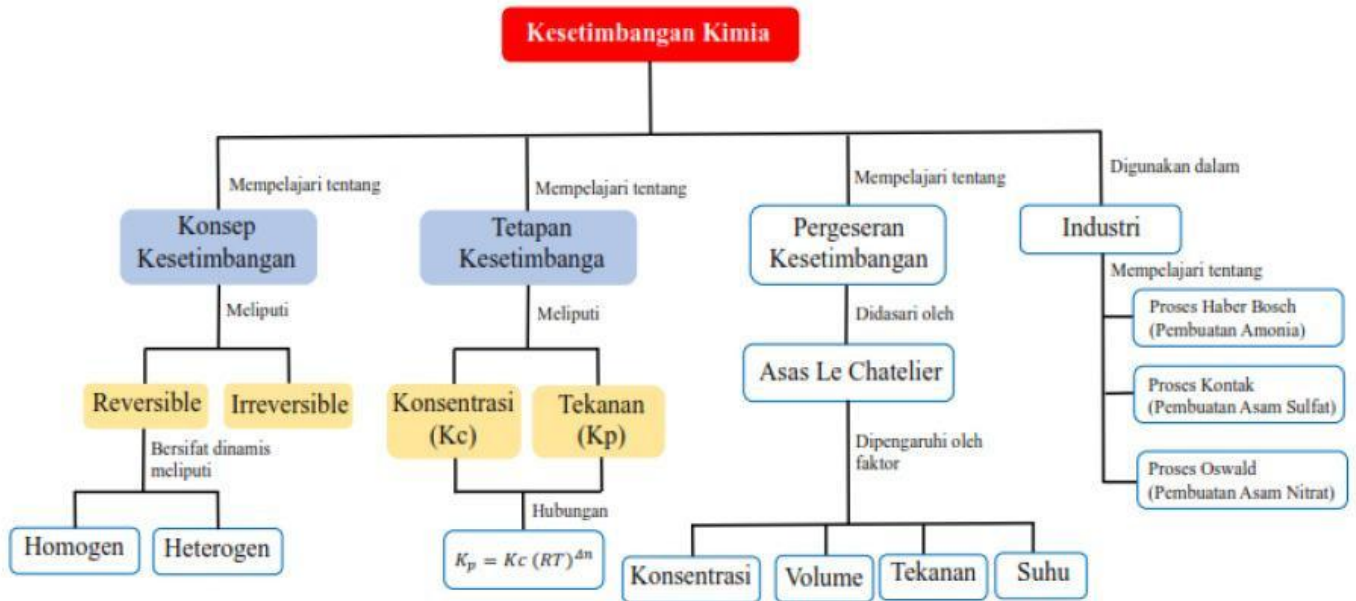 Kesetimbangan Kimia
Mempelajari tentang
Mempelajari tentang
Mempelajari tentang
Digunakan dalam
Konsep
Kesetimbangan
Tetapan
Kesetimbanga
Pergeseran
Kesetimbangan
Industri
Meliputi
Meliputi
Didasari oleh
Mempelajari tentang
Reversible
Irreversible
Konsentrasi
(Kc)
Tekanan
(Kp)
Asas Le Chatelier
Proses Haber Bosch
(Pembuatan Amonia)
Proses Kontak
(Pembuatan Asam Sulfat)
Proses Oswald
(Pembuatan Asam Nitrat)
Bersifat dinamis
meliputi
Hubungan
Dipengaruhi oleh
faktor
Homogen
Heterogen
K_p = Kc (RT)^Δn
Konsentrasi
Volume
Tekanan
Suhu